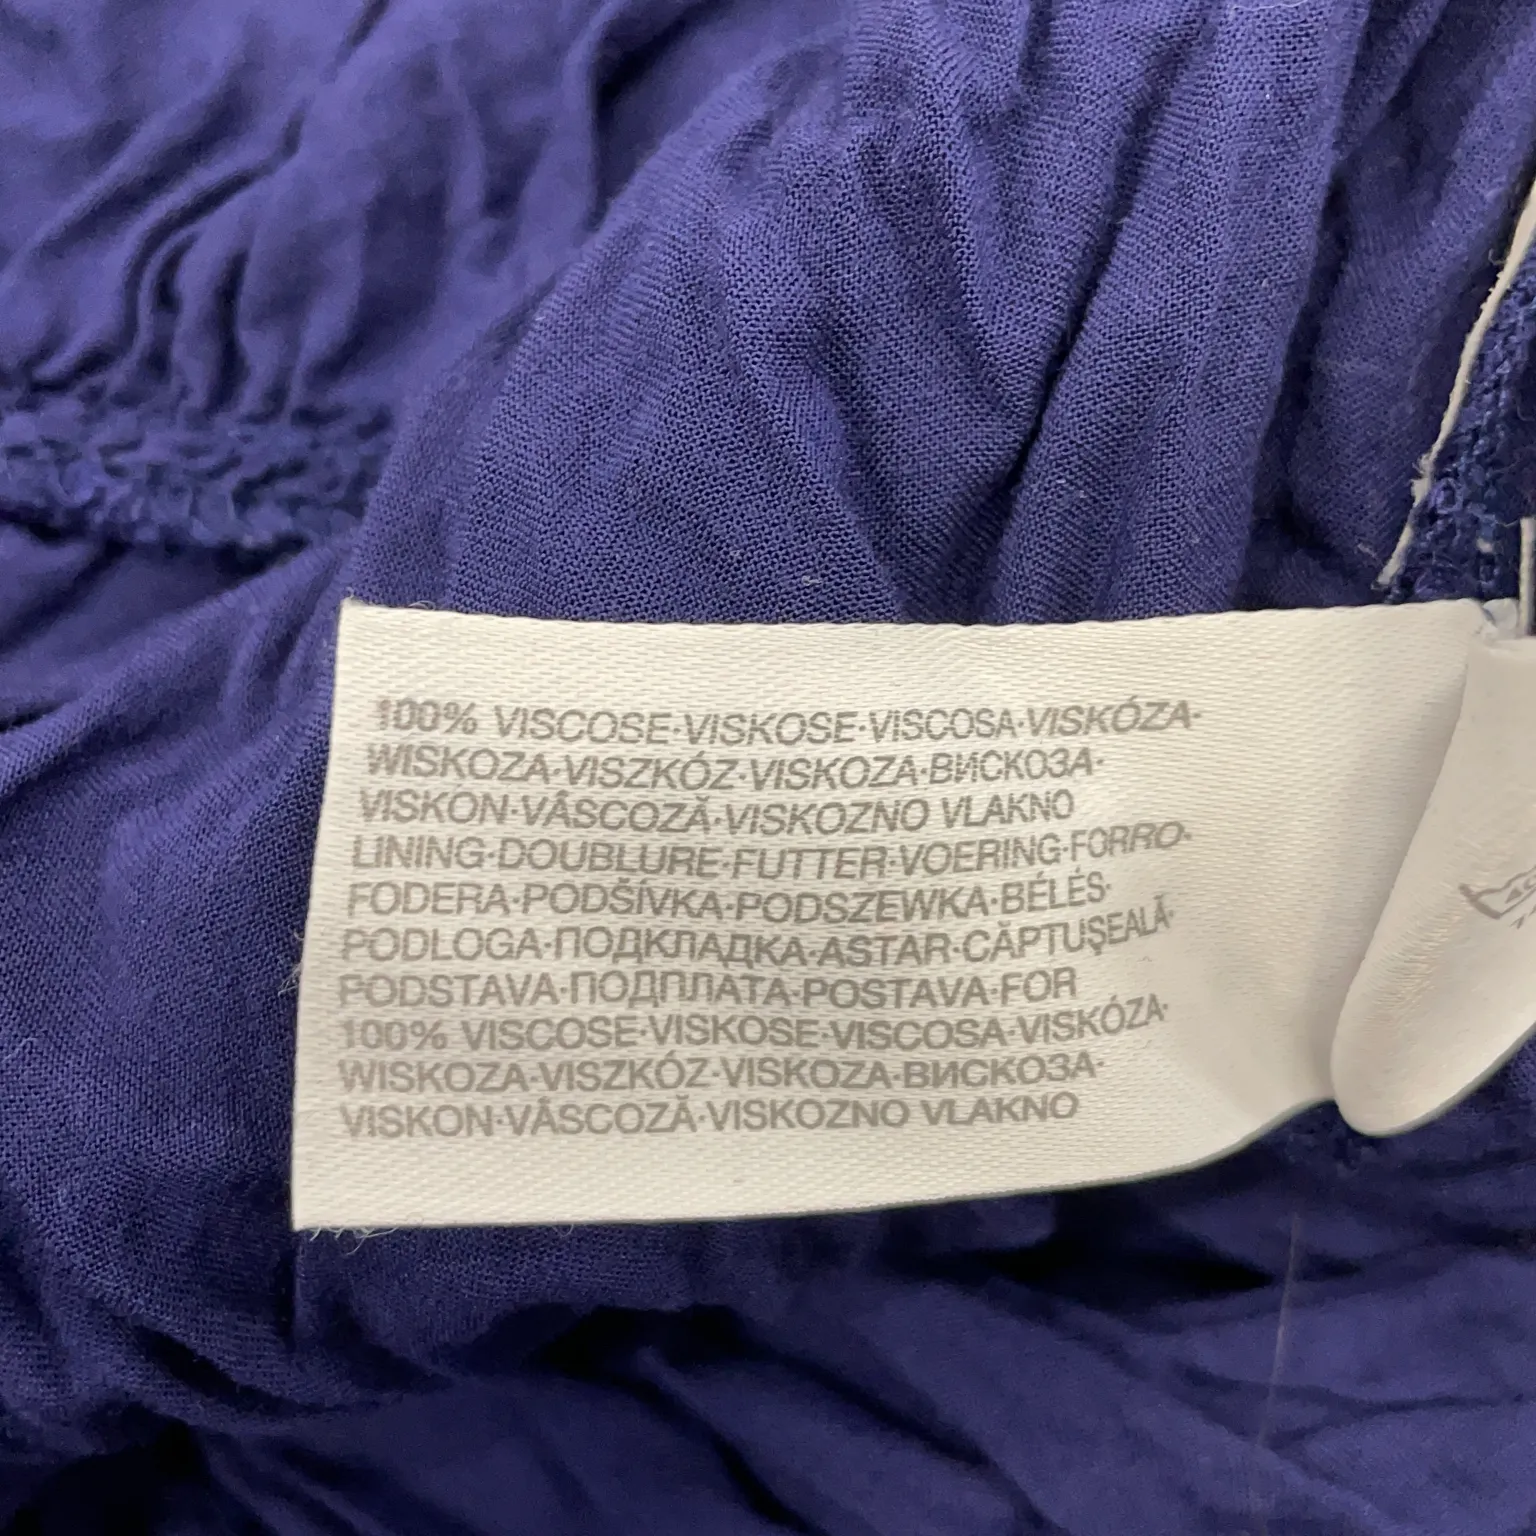 100% VISCOSE·VISKOSE·VISCOSA·VISKÓZA·
WISKOZA·VISZKÓZ·VISKOZA·ВИСКОЗА·
VISKON·VÂSCOZĂ·VISKOZNO VLAKNO
LINING·DOUBLURE·FUTTER·VOERING·FORRO·
FODERA·PODŠÍVKA·PODSZEWKA·BÉLÉS·
PODLOGA·ПОДКЛАДКА·ASTAR·CĂPTUŞEALĂ·
PODSTAVA·ПОДПЛАТА·POSTAVA·FOR
100% VISCOSE·VISKOSE·VISCOSA·VISKÓZA·
WISKOZA·VISZKÓZ·VISKOZA·ВИСКОЗА·
VISKON·VÂSCOZĂ·VISKOZNO VLAKNO